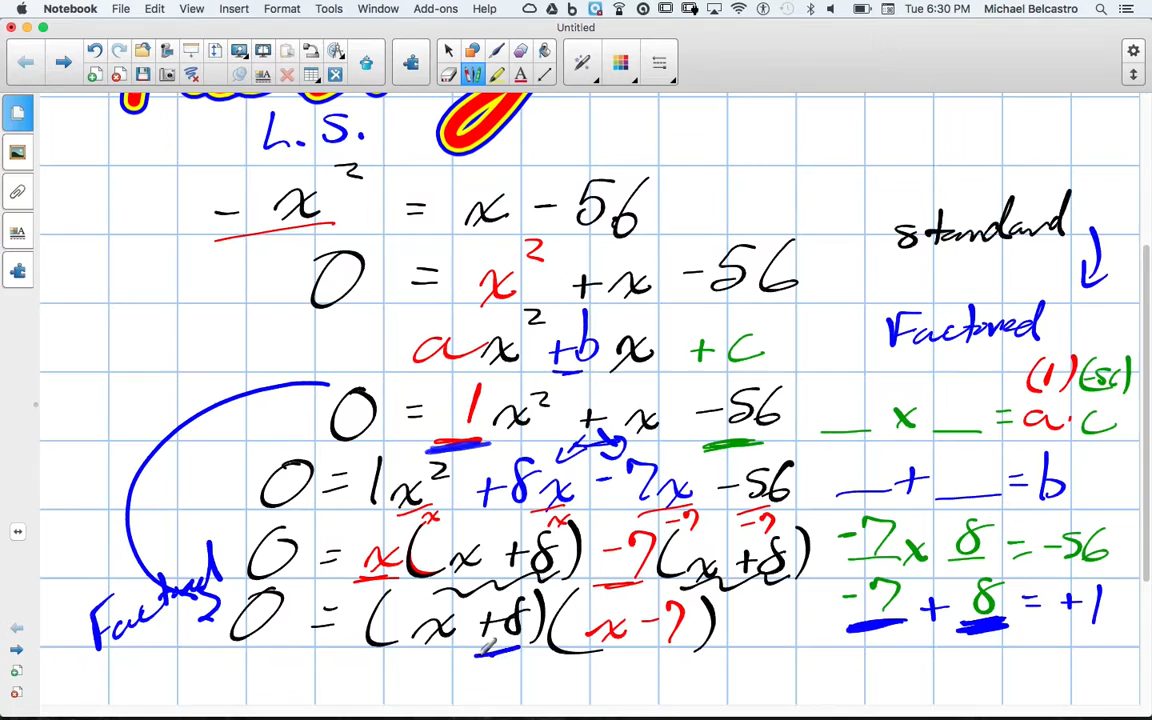 Notebook File Edit View Insert Format Tools Window Add-ons Help Tue 6:30 PM Michael Belcastro
Untitled
L. S.
- x² = x - 56
0 = x² + x - 56
ax² + bx + c
0 = 1x² + x - 56
0 = 1x² + 8x - 7x - 56
x x -7 -7
0 = x(x + 8) -7(x + 8)
0 = (x + 8)(x - 7)
Factored
standard
Factored
(1)(-56)
__ x __ = a · c
__ + __ = b
-7 x 8 = -56
-7 + 8 = +1